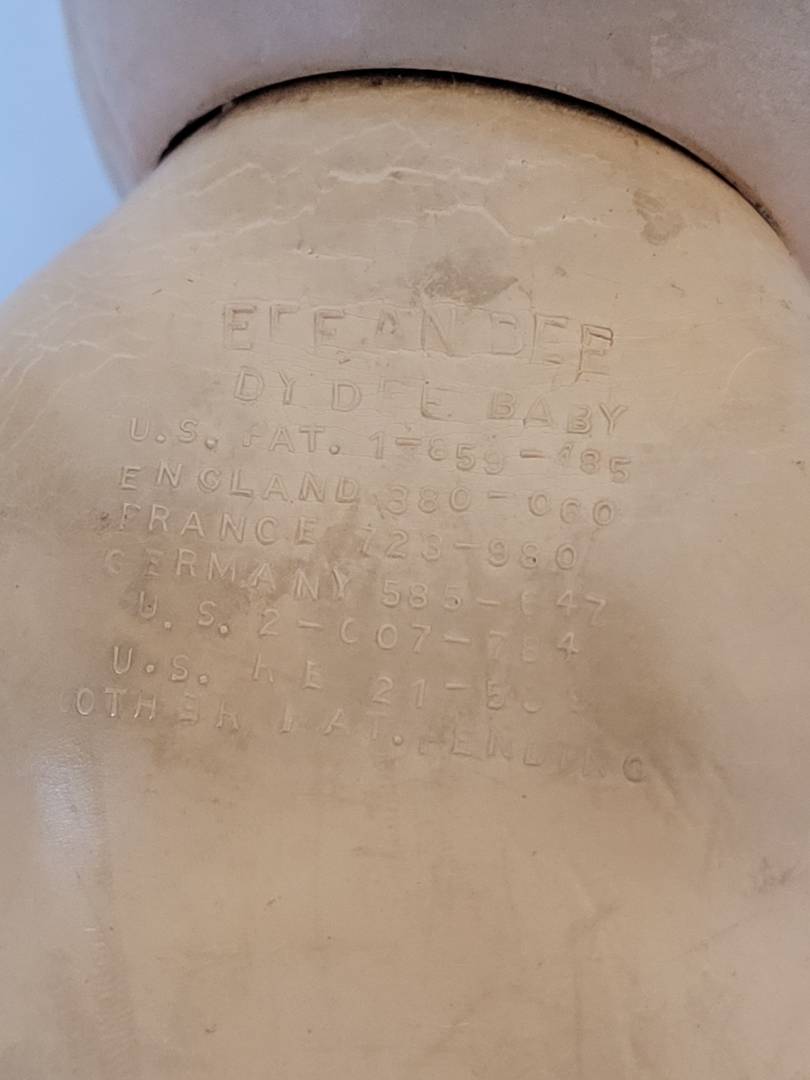 EFFANBEE
DY DEE BABY
U.S. PAT. 1-859-485
ENGLAND 380-060
FRANCE 723-980
GERMANY 585-647
U.S. 2-007-784
U.S. RE
OTHER PAT. PENDING